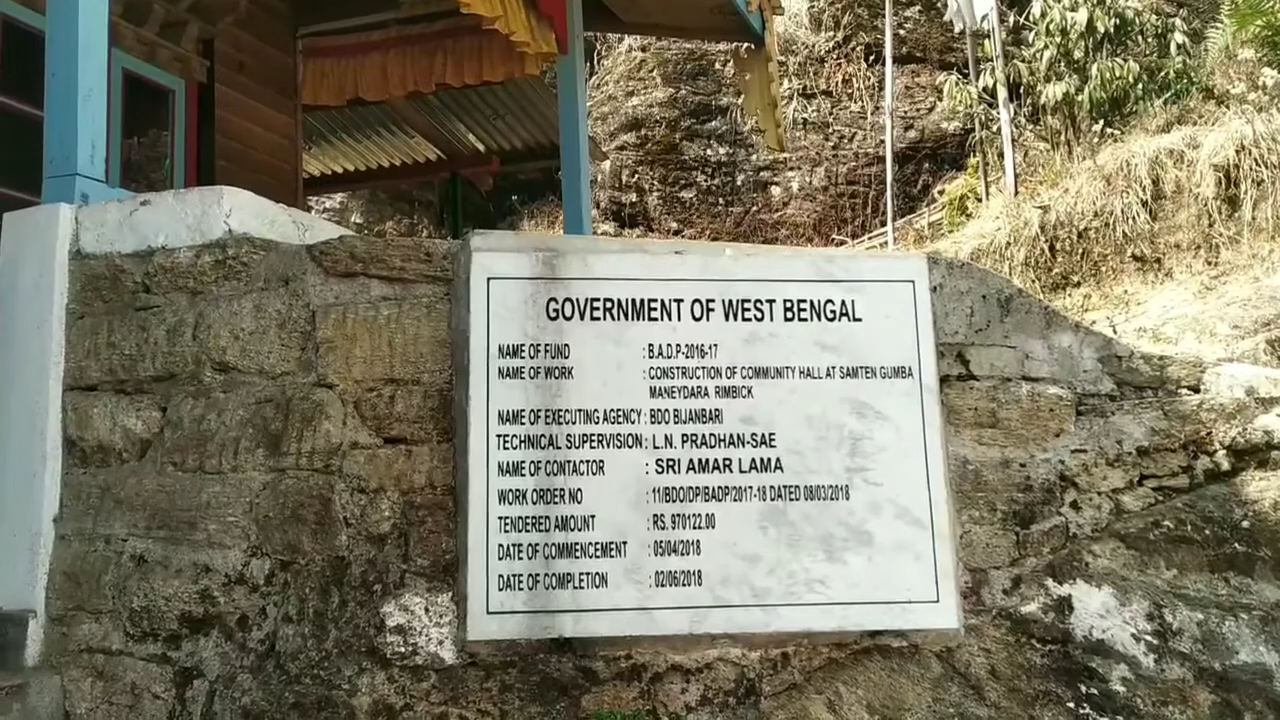 GOVERNMENT OF WEST BENGAL
NAME OF FUND : B.A.D.P-2016-17
NAME OF WORK : CONSTRUCTION OF COMMUNITY HALL AT SAMTEN GUMBA
MANEYDARA RIMBICK
NAME OF EXECUTING AGENCY : BDO BIJANBARI
TECHNICAL SUPERVISION : L.N. PRADHAN-SAE
NAME OF CONTACTOR : SRI AMAR LAMA
WORK ORDER NO : 11/BDO/DP/BADP/2017-18 DATED 08/03/2018
TENDERED AMOUNT : RS. 970122.00
DATE OF COMMENCEMENT : 05/04/2018
DATE OF COMPLETION : 02/06/2018